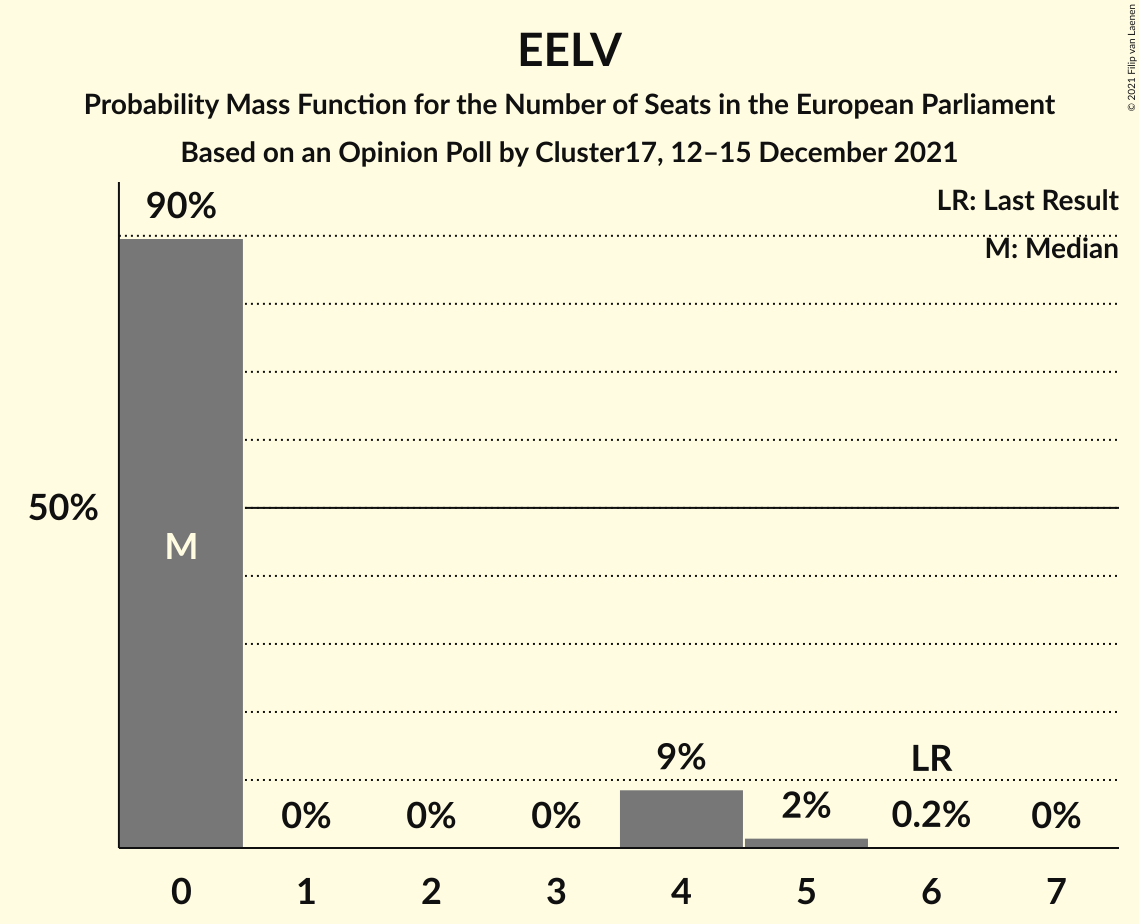 EELV
Probability Mass Function for the Number of Seats in the European Parliament
Based on an Opinion Poll by Cluster17, 12–15 December 2021
© 2021 Filip van Laenen
LR: Last Result
M: Median
90%
50%
M
9%
LR
0%
0%
0%
2%
0.2%
0%
0
1
2
3
4
5
6
7